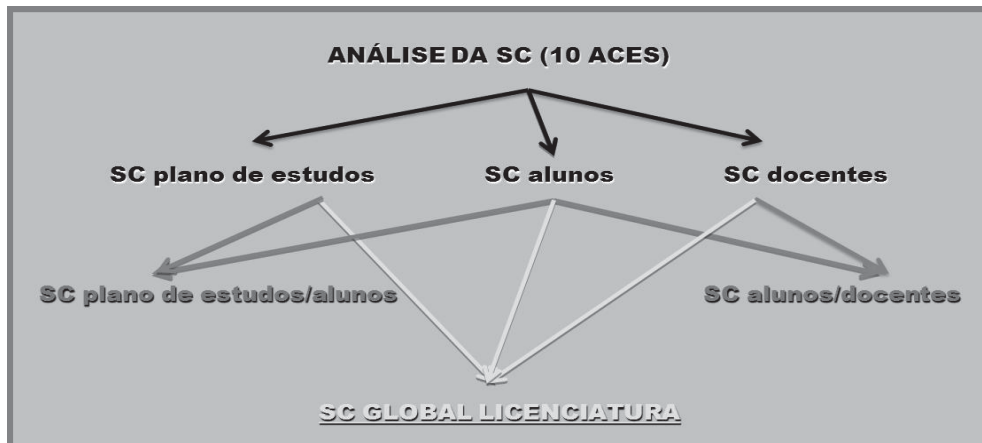 ANÁLISE DA SC (10 ACES)
SC plano de estudos
SC alunos
SC docentes
SC plano de estudos/alunos
SC alunos/docentes
SC GLOBAL LICENCIATURA